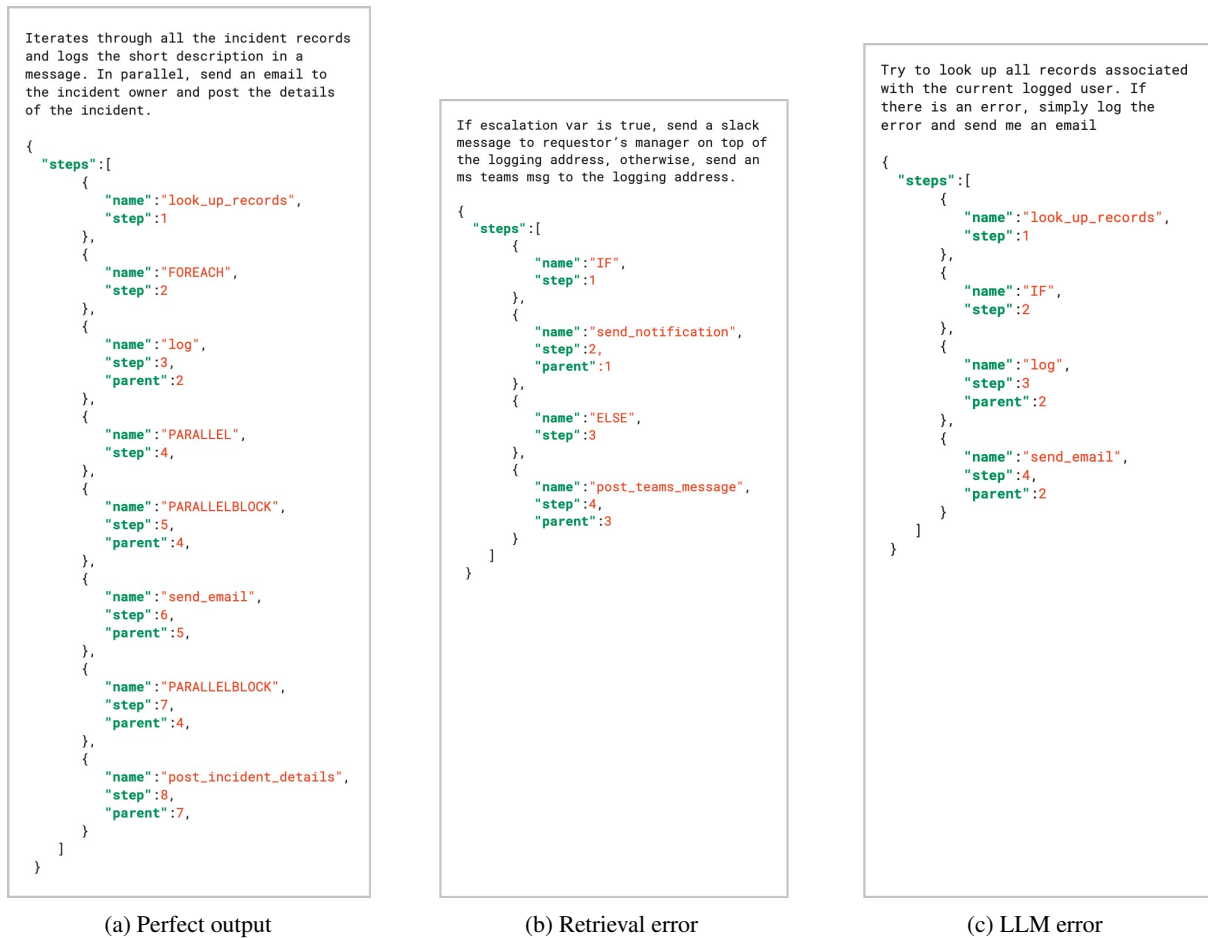 Iterates through all the incident records
and logs the short description in a
message. In parallel, send an email to
the incident owner and post the details
of the incident.
{
"steps":[
{
"name":"look_up_records",
"step":1
},
{
"name":"FOREACH",
"step":2
},
{
"name":"log",
"step":3,
"parent":2
},
{
"name":"PARALLEL",
"step":4,
},
{
"name":"PARALLELBLOCK",
"step":5,
"parent":4,
},
{
"name":"send_email",
"step":6,
"parent":5,
},
{
"name":"PARALLELBLOCK",
"step":7,
"parent":4,
},
{
"name":"post_incident_details",
"step":8,
"parent":7,
}
]
}
(a) Perfect output
If escalation var is true, send a slack
message to requestor's manager on top of
the logging address, otherwise, send an
ms teams msg to the logging address.
{
"steps":[
{
"name":"IF",
"step":1
},
{
"name":"send_notification",
"step":2,
"parent":1
},
{
"name":"ELSE",
"step":3
},
{
"name":"post_teams_message",
"step":4,
"parent":3
}
]
}
(b) Retrieval error
Try to look up all records associated
with the current logged user. If
there is an error, simply log the
error and send me an email
{
"steps":[
{
"name":"look_up_records",
"step":1
},
{
"name":"IF",
"step":2
},
{
"name":"log",
"step":3
"parent":2
},
{
"name":"send_email",
"step":4,
"parent":2
}
]
}
(c) LLM error